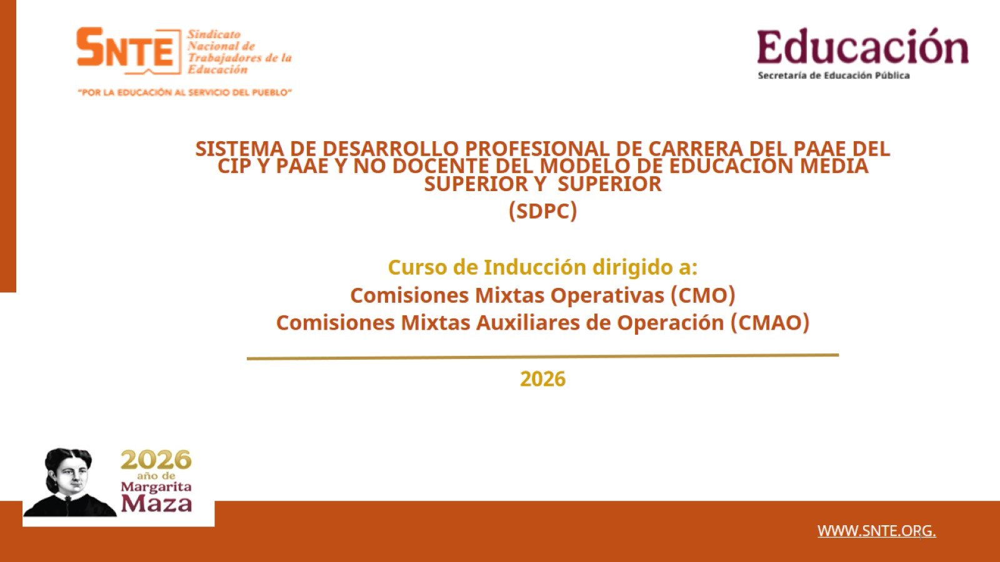 SNTE
Sindicato
Nacional de
Trabajadores de la
Educación
"POR LA EDUCACIÓN AL SERVICIO DEL PUEBLO"
Educación
Secretaría de Educación Pública
SISTEMA DE DESARROLLO PROFESIONAL DE CARRERA DEL PAAE DEL
CIP Y PAAE Y NO DOCENTE DEL MODELO DE EDUCACIÓN MEDIA
SUPERIOR Y  SUPERIOR
(SDPC)
Curso de Inducción dirigido a:
Comisiones Mixtas Operativas (CMO)
Comisiones Mixtas Auxiliares de Operación (CMAO)
2026
2026
año de
Margarita
Maza
WWW.SNTE.ORG.